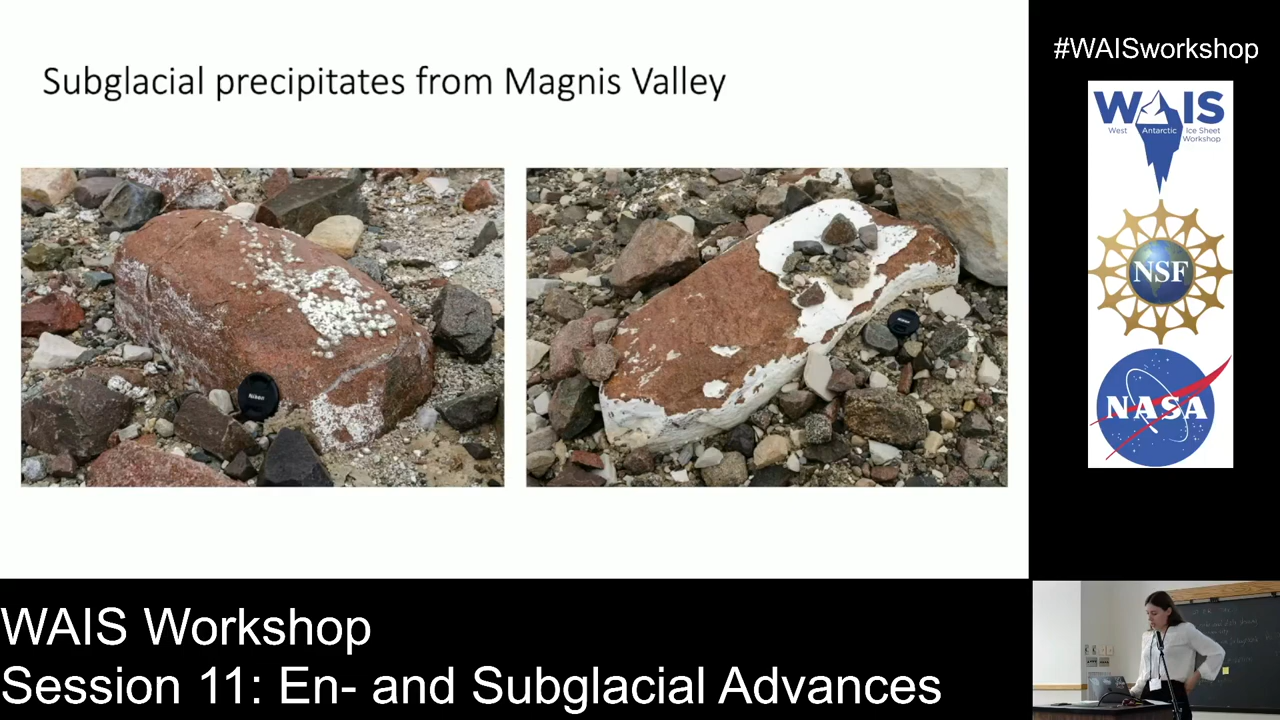 Subglacial precipitates from Magnis Valley
Nikon
#WAISworkshop
WAIS
West Antarctic Ice Sheet
Workshop
NSF
NASA
WAIS Workshop
Session 11: En- and Subglacial Advances